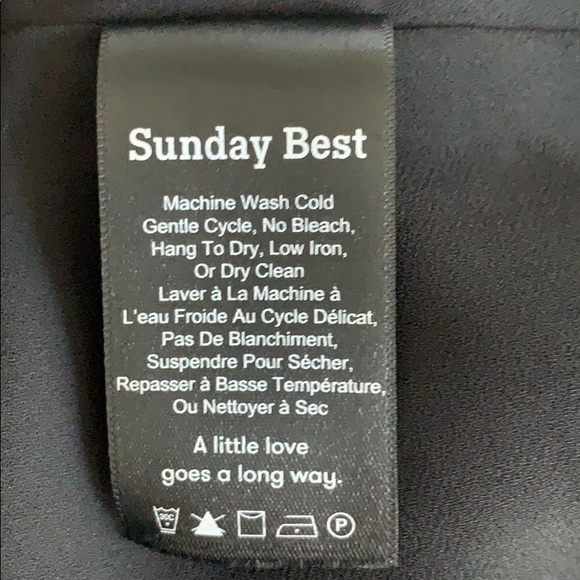 Sunday Best
Machine Wash Cold
Gentle Cycle, No Bleach,
Hang To Dry, Low Iron,
Or Dry Clean
Laver à La Machine à
L'eau Froide Au Cycle Délicat,
Pas De Blanchiment,
Suspendre Pour Sécher,
Repasser à Basse Température,
Ou Nettoyer à Sec
A little love
goes a long way.
30C P